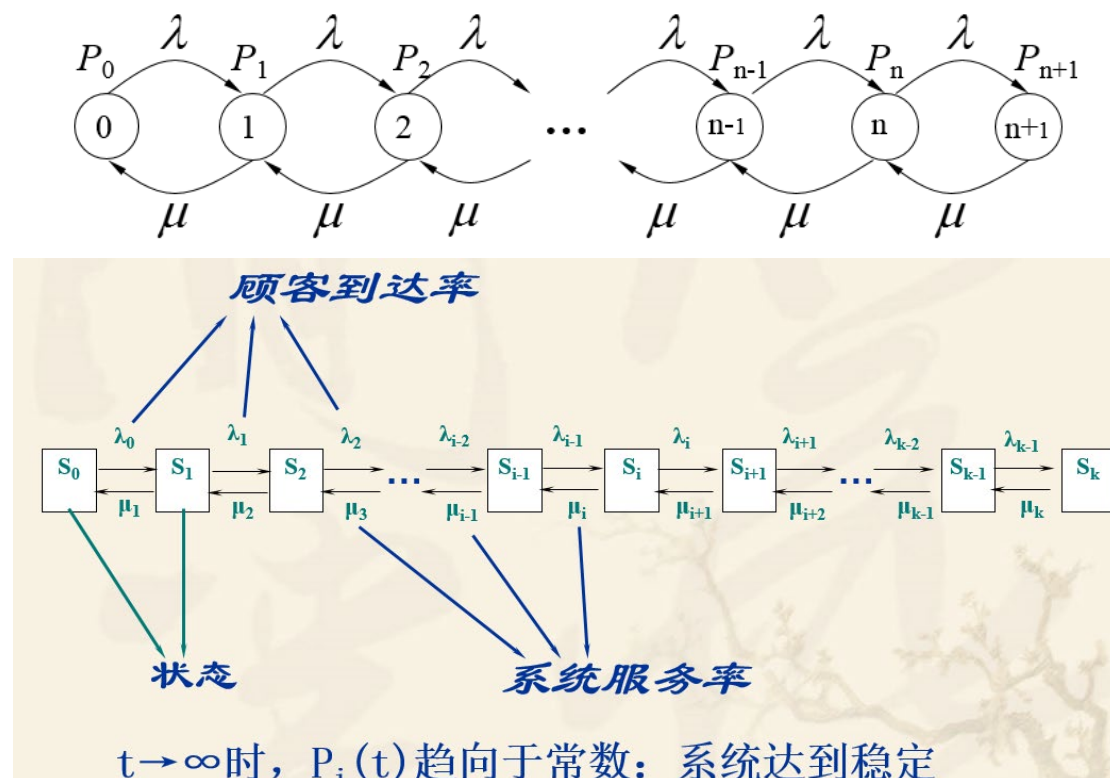 λ λ λ λ λ λ
P₀ P₁ P₂ Pₙ₋₁ Pₙ Pₙ₊₁
0 1 2 ... n-1 n n+1
μ μ μ μ μ μ
顾客到达率
λ₀ λ₁ λ₂ λᵢ₋₂ λᵢ₋₁ λᵢ λᵢ₊₁ λₖ₋₂ λₖ₋₁
S₀ S₁ S₂ ... Sᵢ₋₁ Sᵢ Sᵢ₊₁ ... Sₖ₋₁ Sₖ
μ₁ μ₂ μ₃ μᵢ₋₁ μᵢ μᵢ₊₁ μᵢ₊₂ μₖ₋₁ μₖ
状态 系统服务率
t→∞时，Pᵢ(t)趋向于常数：系统达到稳定